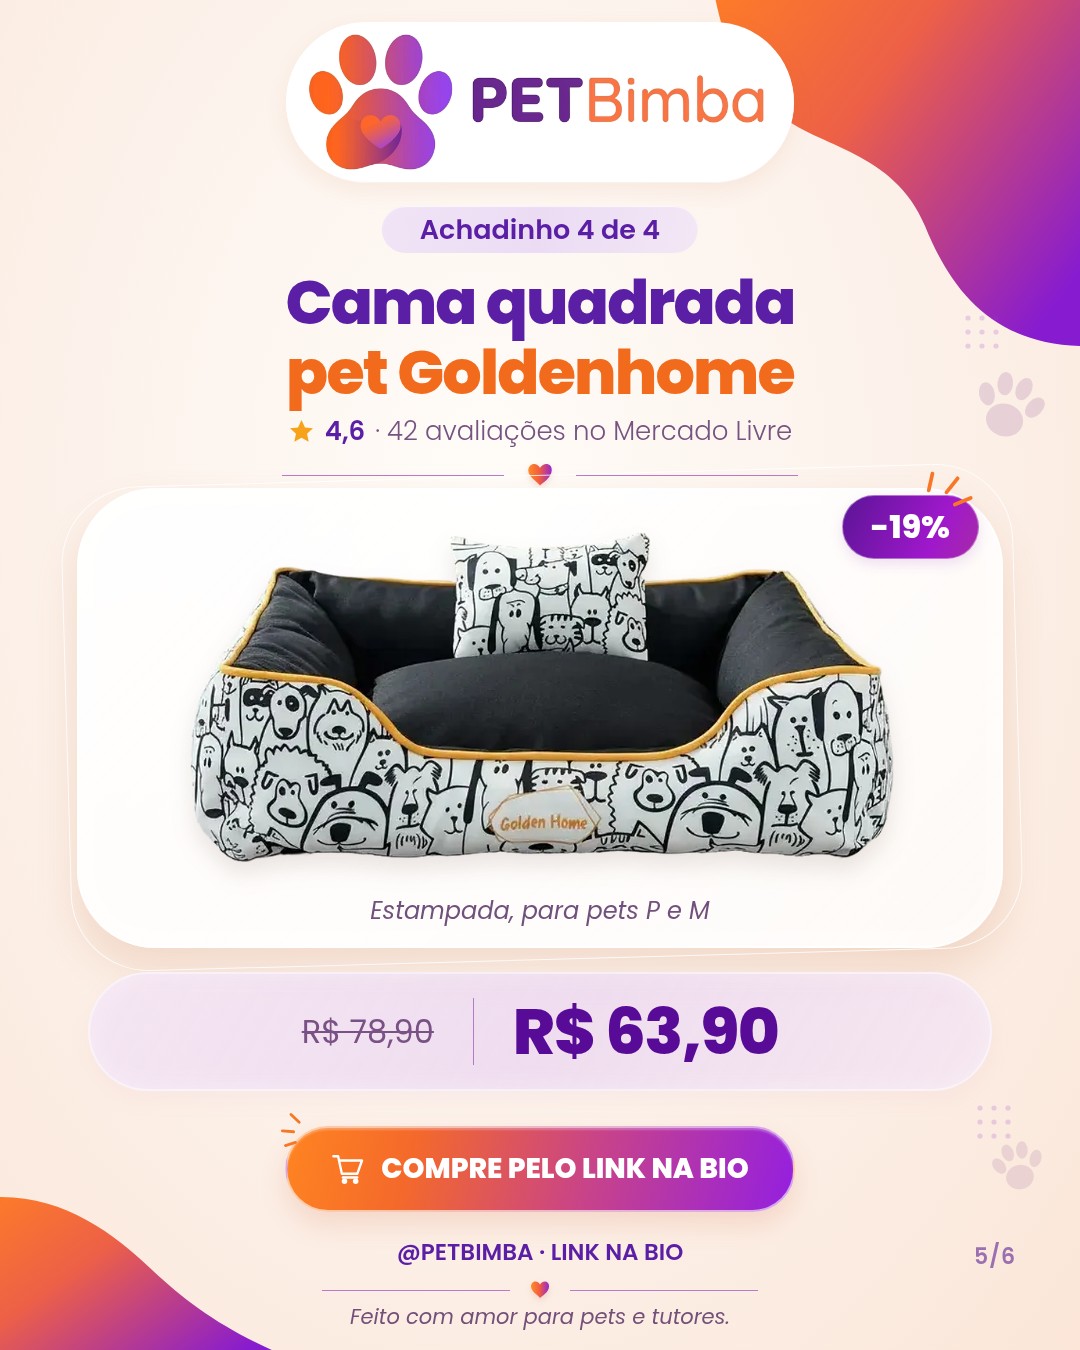 PETBimba
Achadinho 4 de 4
Cama quadrada
pet Goldenhome
4,6 · 42 avaliações no Mercado Livre
-19%
Golden Home
Estampada, para pets P e M
R$ 78,90
R$ 63,90
COMPRE PELO LINK NA BIO
@PETBIMBA · LINK NA BIO
5/6
Feito com amor para pets e tutores.